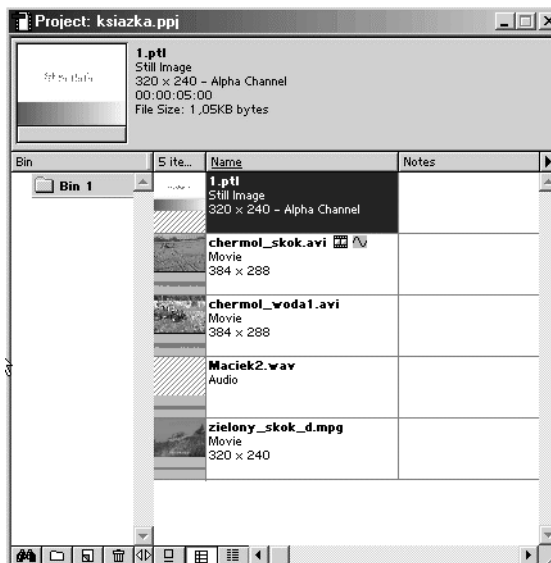 Project: ksiazka.ppj
1.ptl
Still Image
320 x 240 – Alpha Channel
00:00:05:00
File Size: 1,05KB bytes
Bin
5 ite...
Name
Notes
Bin 1
1.ptl
Still Image
320 x 240 – Alpha Channel
chermol_skok.avi
Movie
384 x 288
chermol_woda1.avi
Movie
384 x 288
Maciek2.wav
Audio
zielony_skok_d.mpg
Movie
320 x 240